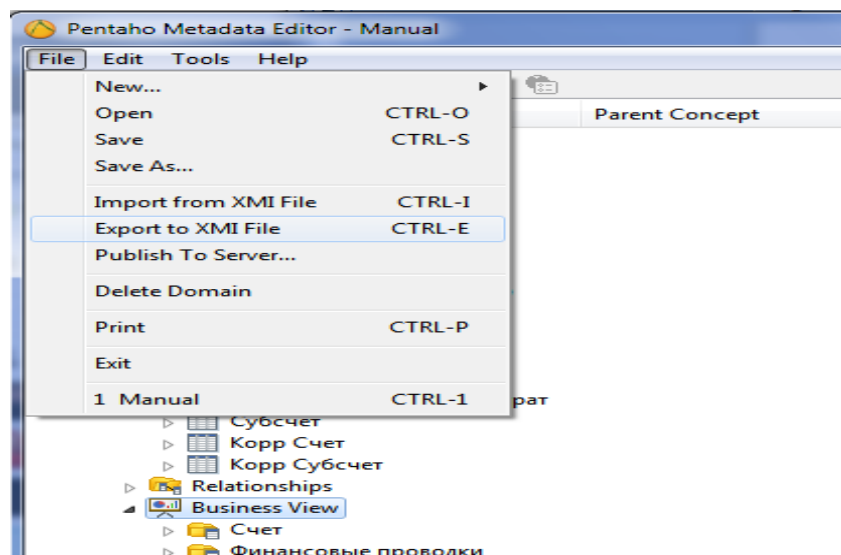 Pentaho Metadata Editor - Manual
File Edit Tools Help
New...
Open CTRL-O
Parent Concept
Save CTRL-S
Save As...
Import from XMI File CTRL-I
Export to XMI File CTRL-E
Publish To Server...
Delete Domain
Print CTRL-P
Exit
1 Manual CTRL-1
рат
Субсчет
Корр Счет
Корр Субсчет
Relationships
Business View
Счет
Финансовые проводки